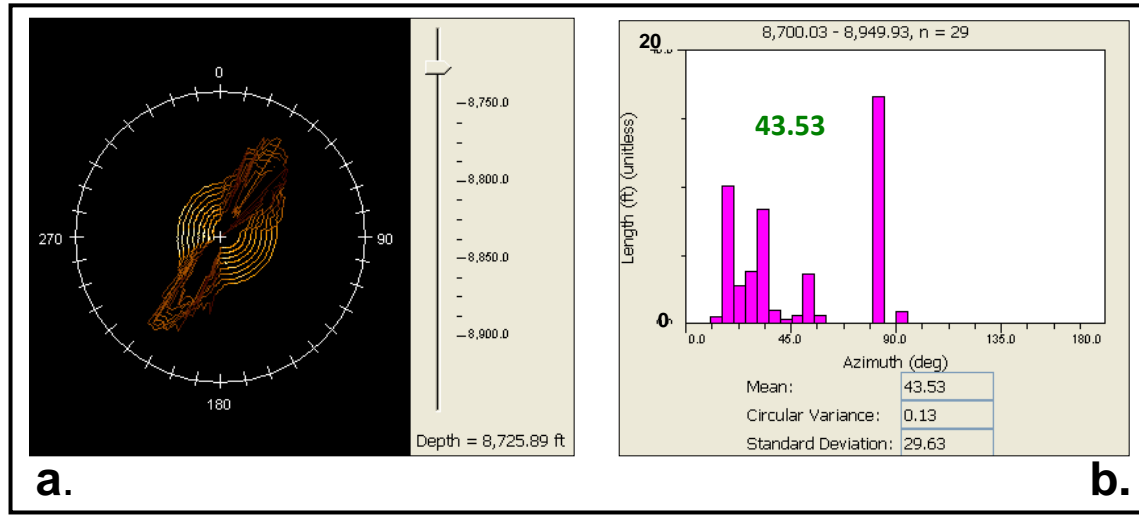 0
270
90
180
8,750.0
8,800.0
8,850.0
8,900.0
Depth = 8,725.89 ft
a.
8,700.03 - 8,949.93, n = 29
20
43.53
Length (ft) (unitless)
0
0.0 45.0 90.0 135.0 180.0
Azimuth (deg)
Mean: 43.53
Circular Variance: 0.13
Standard Deviation: 29.63
b.